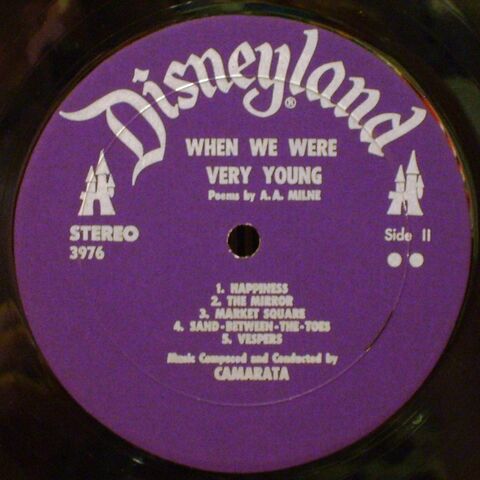 Disneyland®
WHEN WE WERE
VERY YOUNG
Poems by A.A. MILNE
STEREO
3976
Side II
1. HAPPINESS
2. THE MIRROR
3. MARKET SQUARE
4. SAND-BETWEEN-THE-TOES
5. VESPERS
Music Composed and Conducted by
CAMARATA